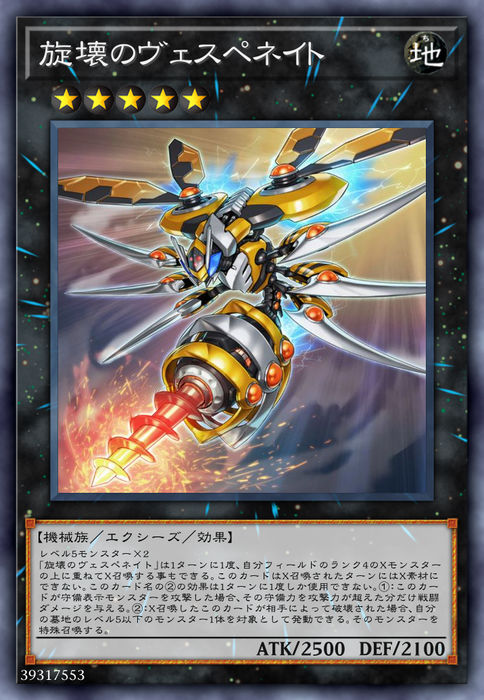 旋壊のヴェスペネイト
ち
地
【機械族／エクシーズ／効果】
レベル5モンスター×2
「旋壊のヴェスペネイト」は1ターンに1度、自分フィールドのランク4のXモンスター
の上に重ねてX召喚する事もできる。このカードはX召喚されたターンにはX素材に
できない。このカード名の②の効果は1ターンに1度しか使用できない。①：このカー
ドが守備表示モンスターを攻撃した場合、その守備力を攻撃力が超えた分だけ戦闘
ダメージを与える。②：X召喚したこのカードが相手によって破壊された場合、自分
の墓地のレベル5以下のモンスター1体を対象として発動できる。そのモンスターを
特殊召喚する。
ATK/2500 DEF/2100
39317553